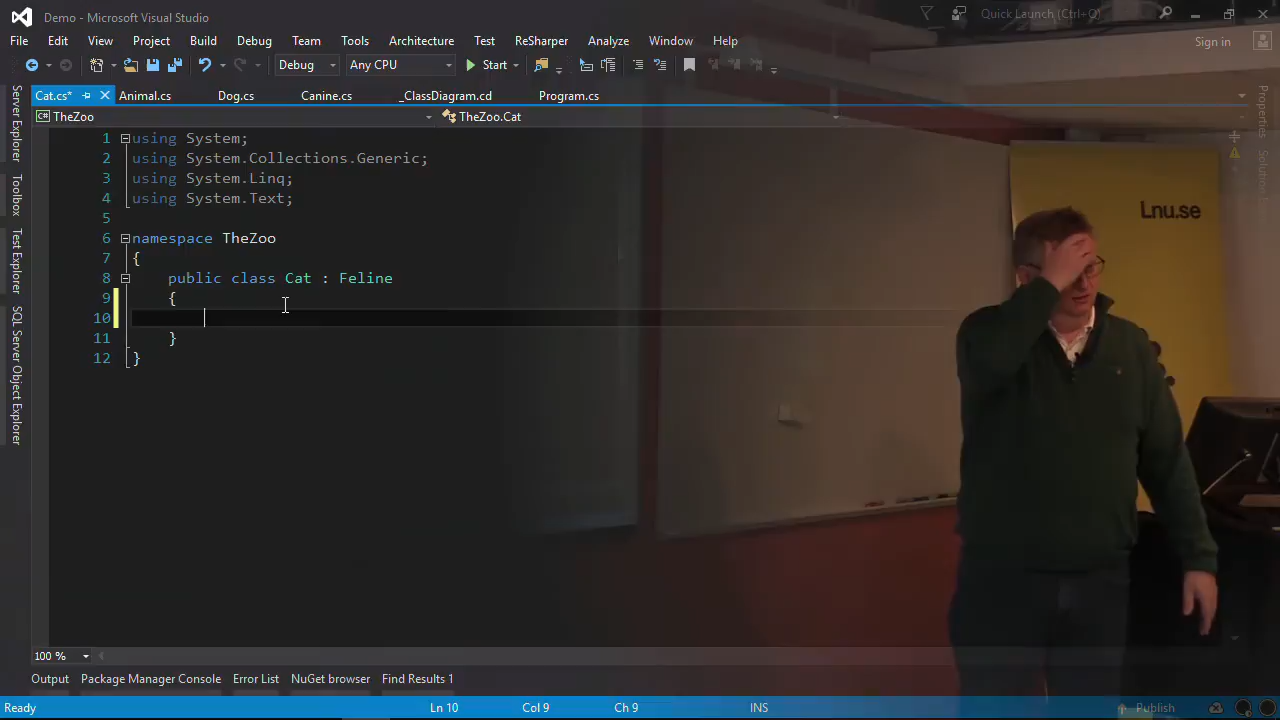 Demo - Microsoft Visual Studio
Quick Launch (Ctrl+Q)
File Edit View Project Build Debug Team Tools Architecture Test ReSharper Analyze Window Help
Sign in
Debug Any CPU Start
Cat.cs* Animal.cs Dog.cs Canine.cs _ClassDiagram.cd Program.cs
TheZoo TheZoo.Cat
Server Explorer
Toolbox
Test Explorer
SQL Server Object Explorer
1 using System;
2 using System.Collections.Generic;
3 using System.Linq;
4 using System.Text;
5
6 namespace TheZoo
7 {
8 public class Cat : Feline
9 {
10
11 }
12 }
Lnu.se
Properties
100 %
Output Package Manager Console Error List NuGet browser Find Results 1
Ready Ln 10 Col 9 Ch 9 INS Publish